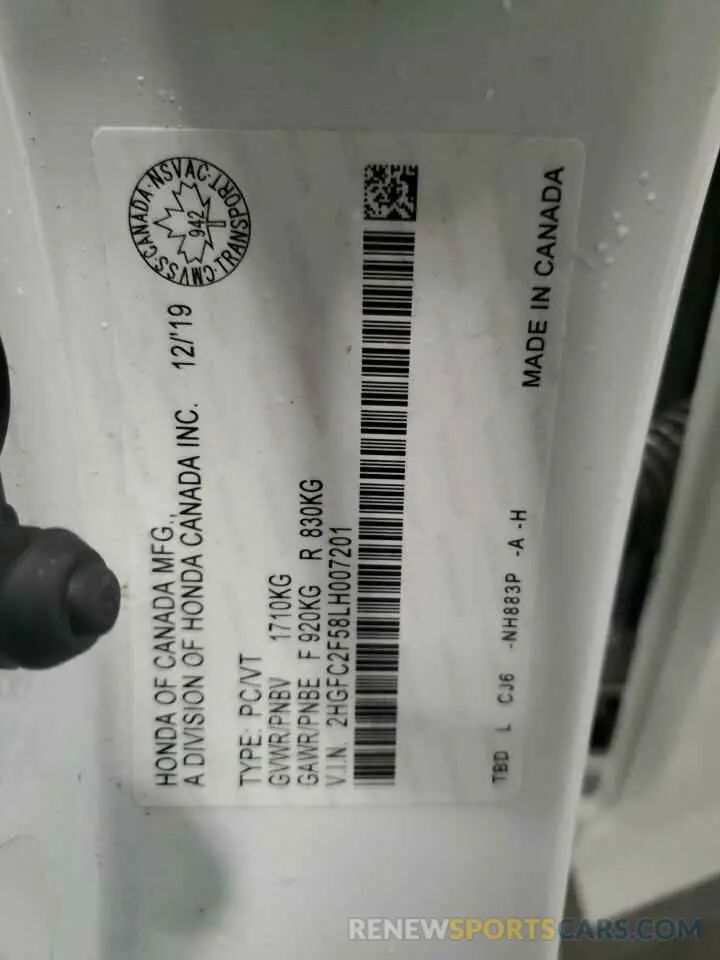 HONDA OF CANADA MFG.,
A DIVISION OF HONDA CANADA INC. 12/'19
CANADA·NSVAC·TRANSPORT·CMVSS·
942
TYPE: PC/VT
GVWR/PNBV 1710KG
GAWR/PNBE F 920KG R 830KG
V.I.N. 2HGFC2F58LH007201
TBD L CJ6 -NH883P -A -H MADE IN CANADA
RENEWSPORTSCARS.COM